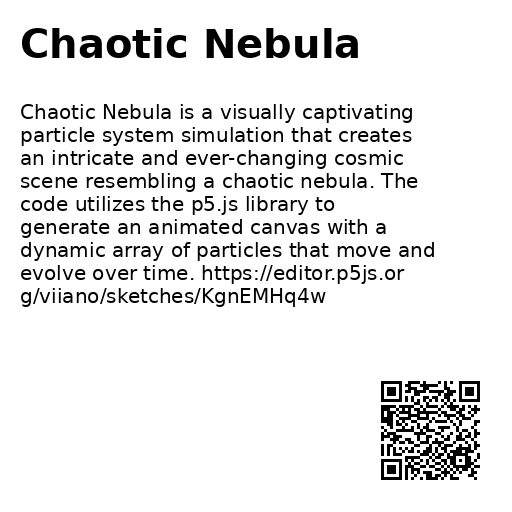 Chaotic Nebula
Chaotic Nebula is a visually captivating
particle system simulation that creates
an intricate and ever-changing cosmic
scene resembling a chaotic nebula. The
code utilizes the p5.js library to
generate an animated canvas with a
dynamic array of particles that move and
evolve over time. https://editor.p5js.or
g/viiano/sketches/KgnEMHq4w